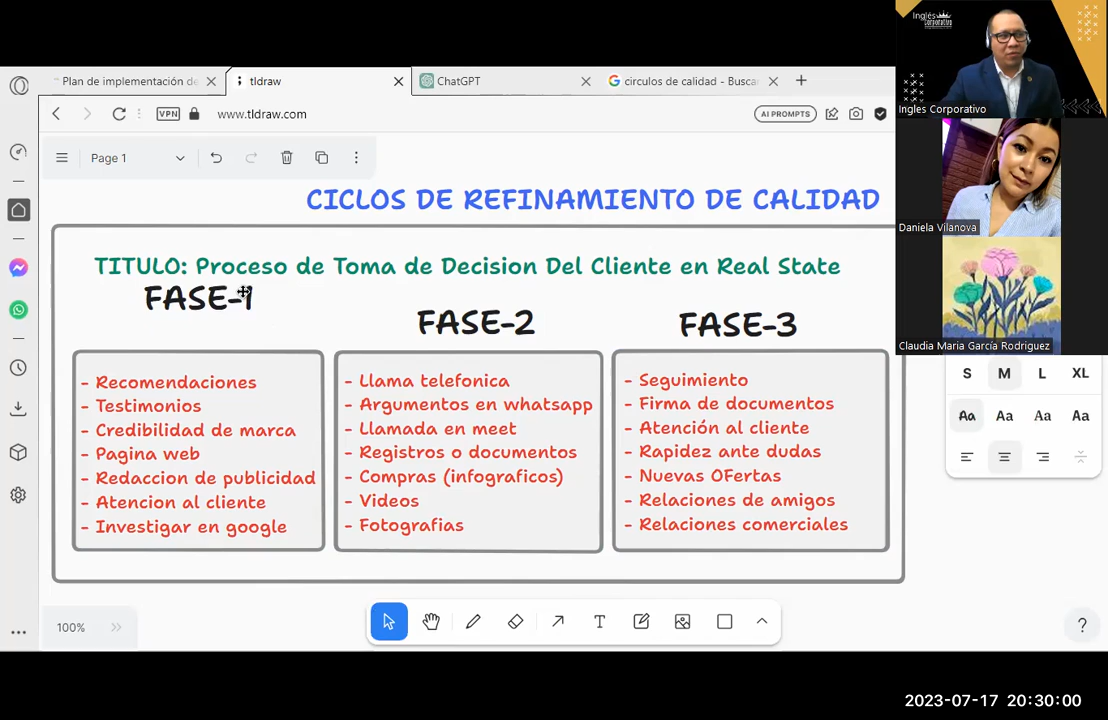 Plan de implementación de
tldraw
ChatGPT
circulos de calidad - Buscar
VPN
www.tldraw.com
AI PROMPTS
Page 1
CICLOS DE REFINAMIENTO DE CALIDAD
TITULO: Proceso de Toma de Decision Del Cliente en Real State
FASE-1
FASE-2
FASE-3
- Recomendaciones
- Testimonios
- Credibilidad de marca
- Pagina web
- Redaccion de publicidad
- Atencion al cliente
- Investigar en google
- Llama telefonica
- Argumentos en whatsapp
- Llamada en meet
- Registros o documentos
- Compras (infograficos)
- Videos
- Fotografias
- Seguimiento
- Firma de documentos
- Atención al cliente
- Rapidez ante dudas
- Nuevas OFertas
- Relaciones de amigos
- Relaciones comerciales
100%
Inglés
Corporativo
Ingles Corporativo
Daniela Vilanova
Claudia Maria García Rodriguez
S M L XL
Aa Aa Aa Aa
T
?
2023-07-17 20:30:00